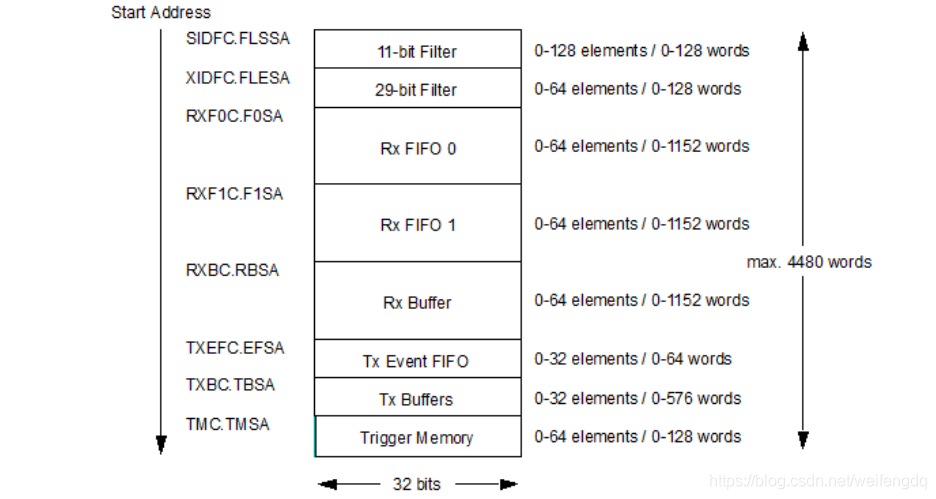 Start Address
SIDFC.FLSSA 11-bit Filter 0-128 elements / 0-128 words
XIDFC.FLESA 29-bit Filter 0-64 elements / 0-128 words
RXF0C.F0SA
Rx FIFO 0 0-64 elements / 0-1152 words
RXF1C.F1SA
Rx FIFO 1 0-64 elements / 0-1152 words
max. 4480 words
RXBC.RBSA
Rx Buffer 0-64 elements / 0-1152 words
TXEFC.EFSA
Tx Event FIFO 0-32 elements / 0-64 words
TXBC.TBSA
Tx Buffers 0-32 elements / 0-576 words
TMC.TMSA
Trigger Memory 0-64 elements / 0-128 words
32 bits
https://blog.csdn.net/weifengdq